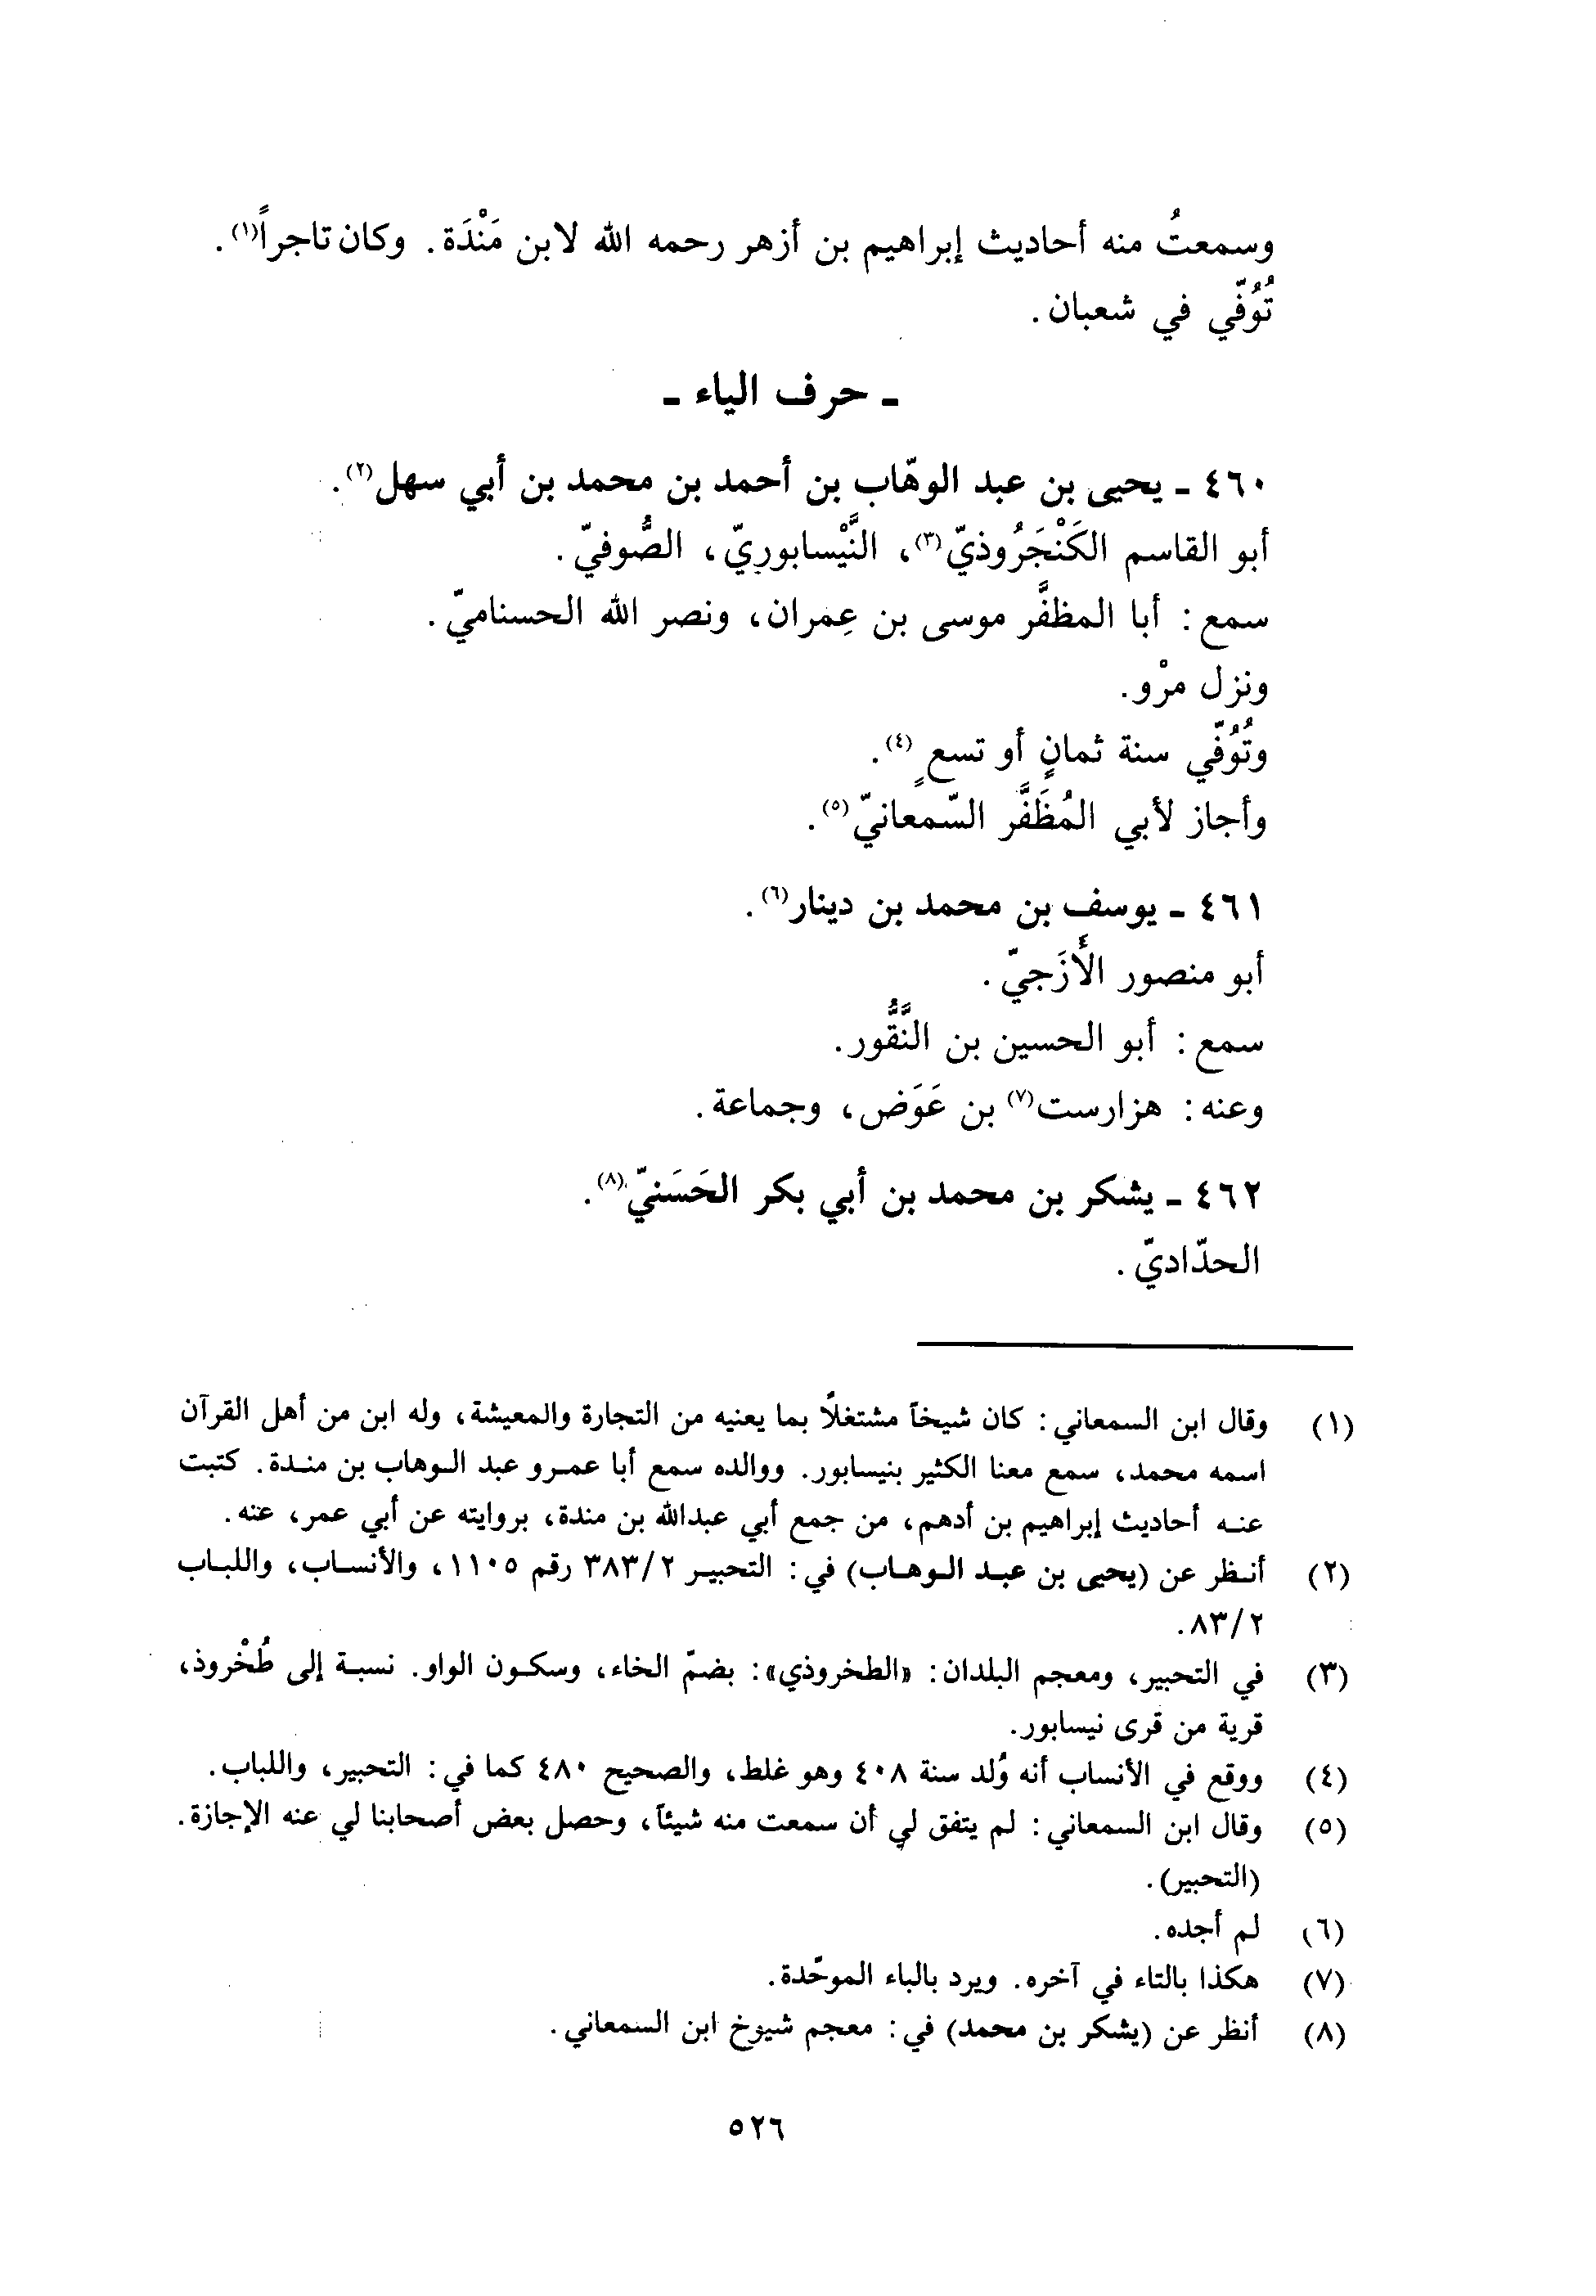 وسمعتُ منه أحاديث إبراهيم بن أزهر رحمه الله لابن مَنْدَة. وكان تاجراً(١).
تُوُفّي في شعبان.
ـ حرف الياء ـ
٤٦٠ ـ يحيى بن عبد الوهّاب بن أحمد بن محمد بن أبي سهل(٢).
أبو القاسم الكَنْجَرُوذيّ(٣)، النَّيْسابوريّ، الصُّوفيّ.
سمع: أبا المظفَّر موسى بن عِمران، ونصر الله الحسناميّ.
ونزل مرْو.
وتُوُفّي سنة ثمانٍ أو تسعٍ(٤).
وأجاز لأبي المُظَفَّر السّمعانيّ(٥).
٤٦١ ـ يوسف بن محمد بن دينار(٦).
أبو منصور الأَزَجيّ.
سمع: أبو الحسين بن النَّقُّور.
وعنه: هزارست(٧) بن عَوَض، وجماعة.
٤٦٢ ـ يشكر بن محمد بن أبي بكر الحَسَنيّ(٨).
الحدّاديّ.
(١) وقال ابن السمعاني: كان شيخاً مشتغلًا بما يعنيه من التجارة والمعيشة، وله ابن من أهل القرآن
اسمه محمد، سمع معنا الكثير بنيسابور. ووالده سمع أبا عمرو عبد الوهاب بن مندة. كتبت
عنه أحاديث إبراهيم بن أدهم، من جمع أبي عبدالله بن مندة، بروايته عن أبي عمر، عنه.
(٢) أنظر عن (يحيى بن عبد الوهاب) في: التحبير ٣٨٣/٢ رقم ١١٠٥، والأنساب، واللباب
٨٣/٢.
(٣) في التحبير، ومعجم البلدان: «الطخروذي»: بضمّ الخاء، وسكون الواو. نسبة إلى طُخْروذ،
قرية من قرى نيسابور.
(٤) ووقع في الأنساب أنه وُلد سنة ٤٠٨ وهو غلط، والصحيح ٤٨٠ كما في: التحبير، واللباب.
(٥) وقال ابن السمعاني: لم يتفق لي أن سمعت منه شيئاً، وحصل بعض أصحابنا لي عنه الإجازة.
(التحبير).
(٦) لم أجده.
(٧) هكذا بالتاء في آخره. ويرد بالباء الموحّدة.
(٨) أنظر عن (يشكر بن محمد) في: معجم شيوخ ابن السمعاني.
٥٢٦